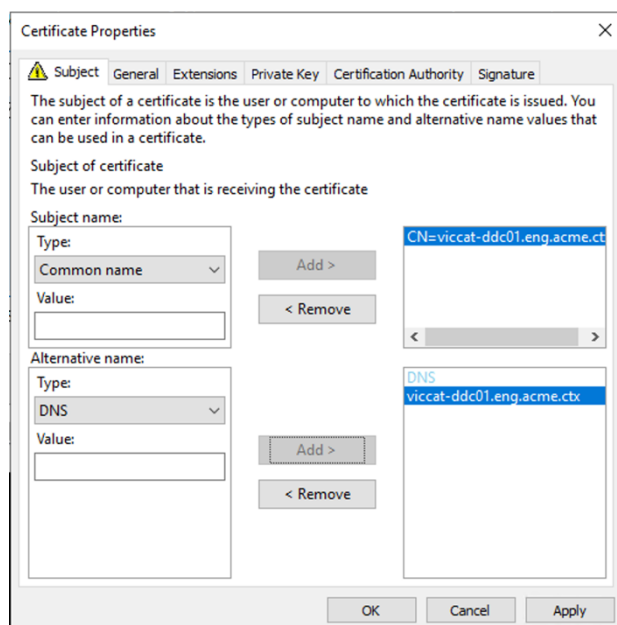 Certificate Properties
Subject General Extensions Private Key Certification Authority Signature
The subject of a certificate is the user or computer to which the certificate is issued. You
can enter information about the types of subject name and alternative name values that
can be used in a certificate.
Subject of certificate
The user or computer that is receiving the certificate
Subject name:
Type:
Common name
Value:
Add >
< Remove
CN=viccat-ddc01.eng.acme.ct
Alternative name:
Type:
DNS
Value:
Add >
< Remove
DNS
viccat-ddc01.eng.acme.ctx
OK Cancel Apply